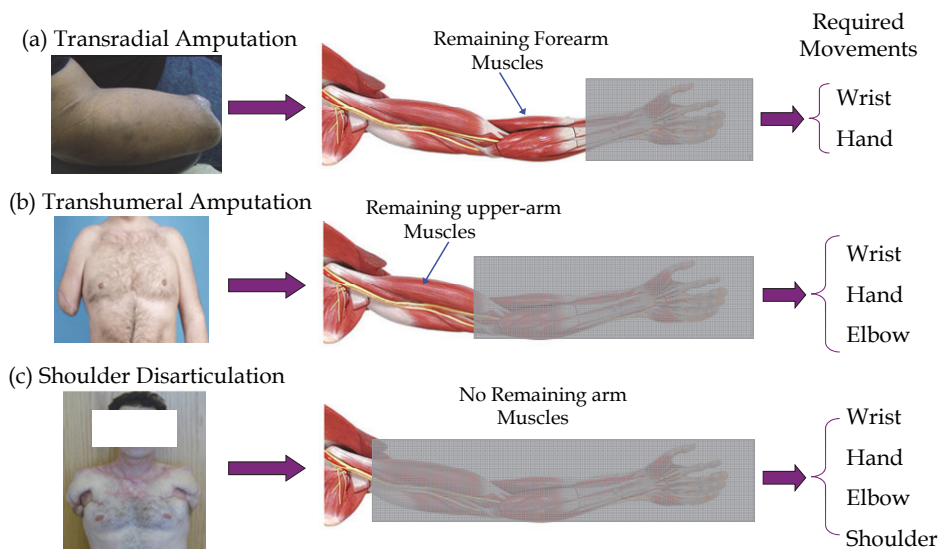 Required
Movements
(a) Transradial Amputation
Remaining Forearm
Muscles
Wrist
Hand
(b) Transhumeral Amputation
Remaining upper-arm
Muscles
Wrist
Hand
Elbow
(c) Shoulder Disarticulation
No Remaining arm
Muscles
Wrist
Hand
Elbow
Shoulder